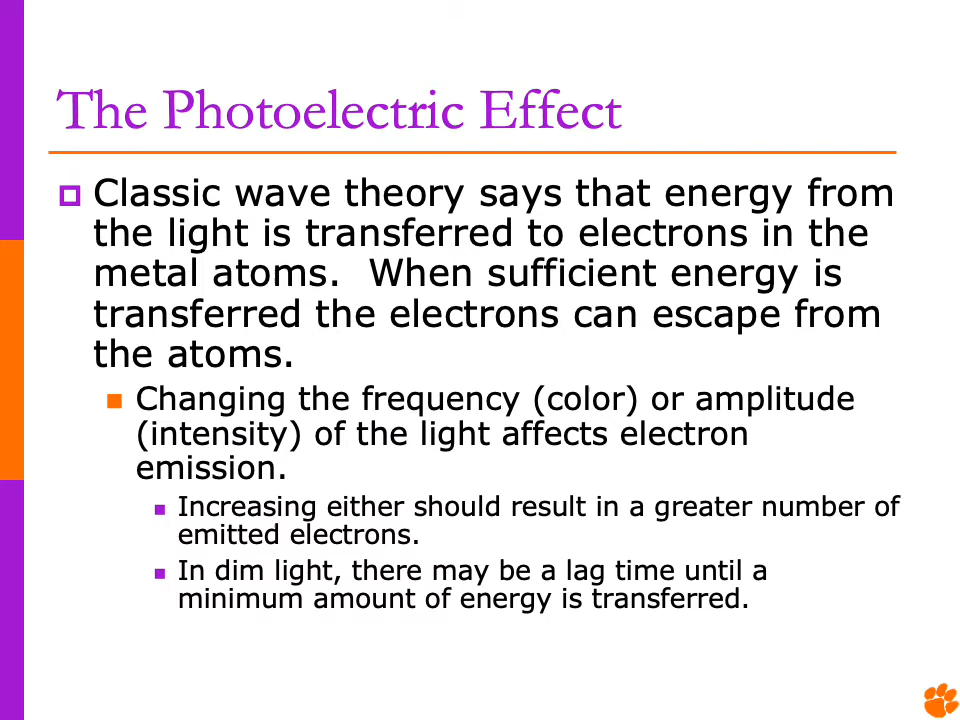 The Photoelectric Effect
Classic wave theory says that energy from
the light is transferred to electrons in the
metal atoms.  When sufficient energy is
transferred the electrons can escape from
the atoms.
Changing the frequency (color) or amplitude
(intensity) of the light affects electron
emission.
Increasing either should result in a greater number of
emitted electrons.
In dim light, there may be a lag time until a
minimum amount of energy is transferred.